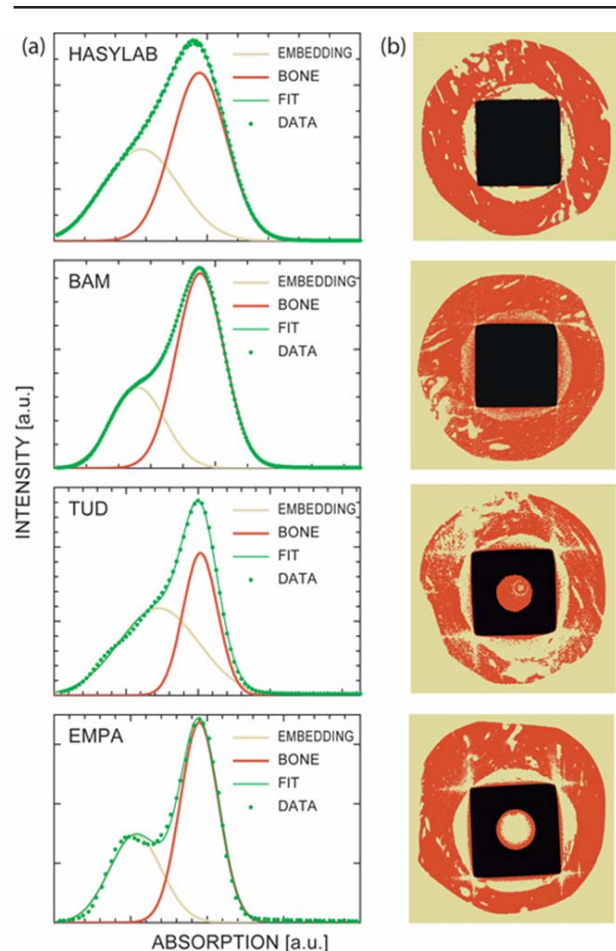 (a)
(b)
HASYLAB
EMBEDDING
BONE
FIT
DATA
BAM
EMBEDDING
BONE
FIT
DATA
TUD
EMBEDDING
BONE
FIT
DATA
EMPA
EMBEDDING
BONE
FIT
DATA
INTENSITY [a.u.]
ABSORPTION [a.u.]